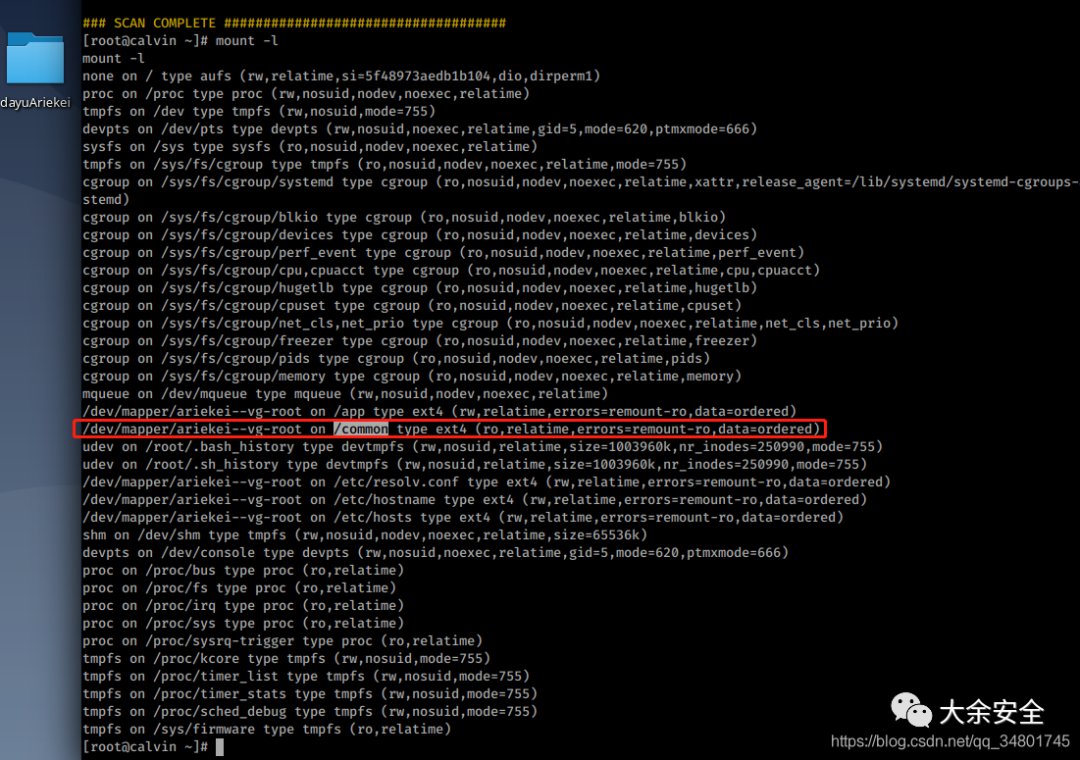 ### SCAN COMPLETE ####################################
[root@calvin ~]# mount -l
mount -l
none on / type aufs (rw,relatime,si=5f48973aedb1b104,dio,dirperm1)
proc on /proc type proc (rw,nosuid,nodev,noexec,relatime)
tmpfs on /dev type tmpfs (rw,nosuid,mode=755)
devpts on /dev/pts type devpts (rw,nosuid,noexec,relatime,gid=5,mode=620,ptmxmode=666)
sysfs on /sys type sysfs (ro,nosuid,nodev,noexec,relatime)
tmpfs on /sys/fs/cgroup type tmpfs (ro,nosuid,nodev,noexec,relatime,mode=755)
cgroup on /sys/fs/cgroup/systemd type cgroup (ro,nosuid,nodev,noexec,relatime,xattr,release_agent=/lib/systemd/systemd-cgroups-
stemd)
cgroup on /sys/fs/cgroup/blkio type cgroup (ro,nosuid,nodev,noexec,relatime,blkio)
cgroup on /sys/fs/cgroup/devices type cgroup (ro,nosuid,nodev,noexec,relatime,devices)
cgroup on /sys/fs/cgroup/perf_event type cgroup (ro,nosuid,nodev,noexec,relatime,perf_event)
cgroup on /sys/fs/cgroup/cpu,cpuacct type cgroup (ro,nosuid,nodev,noexec,relatime,cpu,cpuacct)
cgroup on /sys/fs/cgroup/hugetlb type cgroup (ro,nosuid,nodev,noexec,relatime,hugetlb)
cgroup on /sys/fs/cgroup/cpuset type cgroup (ro,nosuid,nodev,noexec,relatime,cpuset)
cgroup on /sys/fs/cgroup/net_cls,net_prio type cgroup (ro,nosuid,nodev,noexec,relatime,net_cls,net_prio)
cgroup on /sys/fs/cgroup/freezer type cgroup (ro,nosuid,nodev,noexec,relatime,freezer)
cgroup on /sys/fs/cgroup/pids type cgroup (ro,nosuid,nodev,noexec,relatime,pids)
cgroup on /sys/fs/cgroup/memory type cgroup (ro,nosuid,nodev,noexec,relatime,memory)
mqueue on /dev/mqueue type mqueue (rw,nosuid,nodev,noexec,relatime)
/dev/mapper/ariekei--vg-root on /app type ext4 (rw,relatime,errors=remount-ro,data=ordered)
/dev/mapper/ariekei--vg-root on /common type ext4 (ro,relatime,errors=remount-ro,data=ordered)
udev on /root/.bash_history type devtmpfs (rw,nosuid,relatime,size=1003960k,nr_inodes=250990,mode=755)
udev on /root/.sh_history type devtmpfs (rw,nosuid,relatime,size=1003960k,nr_inodes=250990,mode=755)
/dev/mapper/ariekei--vg-root on /etc/resolv.conf type ext4 (rw,relatime,errors=remount-ro,data=ordered)
/dev/mapper/ariekei--vg-root on /etc/hostname type ext4 (rw,relatime,errors=remount-ro,data=ordered)
/dev/mapper/ariekei--vg-root on /etc/hosts type ext4 (rw,relatime,errors=remount-ro,data=ordered)
shm on /dev/shm type tmpfs (rw,nosuid,nodev,noexec,relatime,size=65536k)
devpts on /dev/console type devpts (rw,nosuid,noexec,relatime,gid=5,mode=620,ptmxmode=666)
proc on /proc/bus type proc (ro,relatime)
proc on /proc/fs type proc (ro,relatime)
proc on /proc/irq type proc (ro,relatime)
proc on /proc/sys type proc (ro,relatime)
proc on /proc/sysrq-trigger type proc (ro,relatime)
tmpfs on /proc/kcore type tmpfs (rw,nosuid,mode=755)
tmpfs on /proc/timer_list type tmpfs (rw,nosuid,mode=755)
tmpfs on /proc/timer_stats type tmpfs (rw,nosuid,mode=755)
tmpfs on /proc/sched_debug type tmpfs (rw,nosuid,mode=755)
tmpfs on /sys/firmware type tmpfs (ro,relatime)
[root@calvin ~]#
dayuAriekei
大余安全
https://blog.csdn.net/qq_34801745